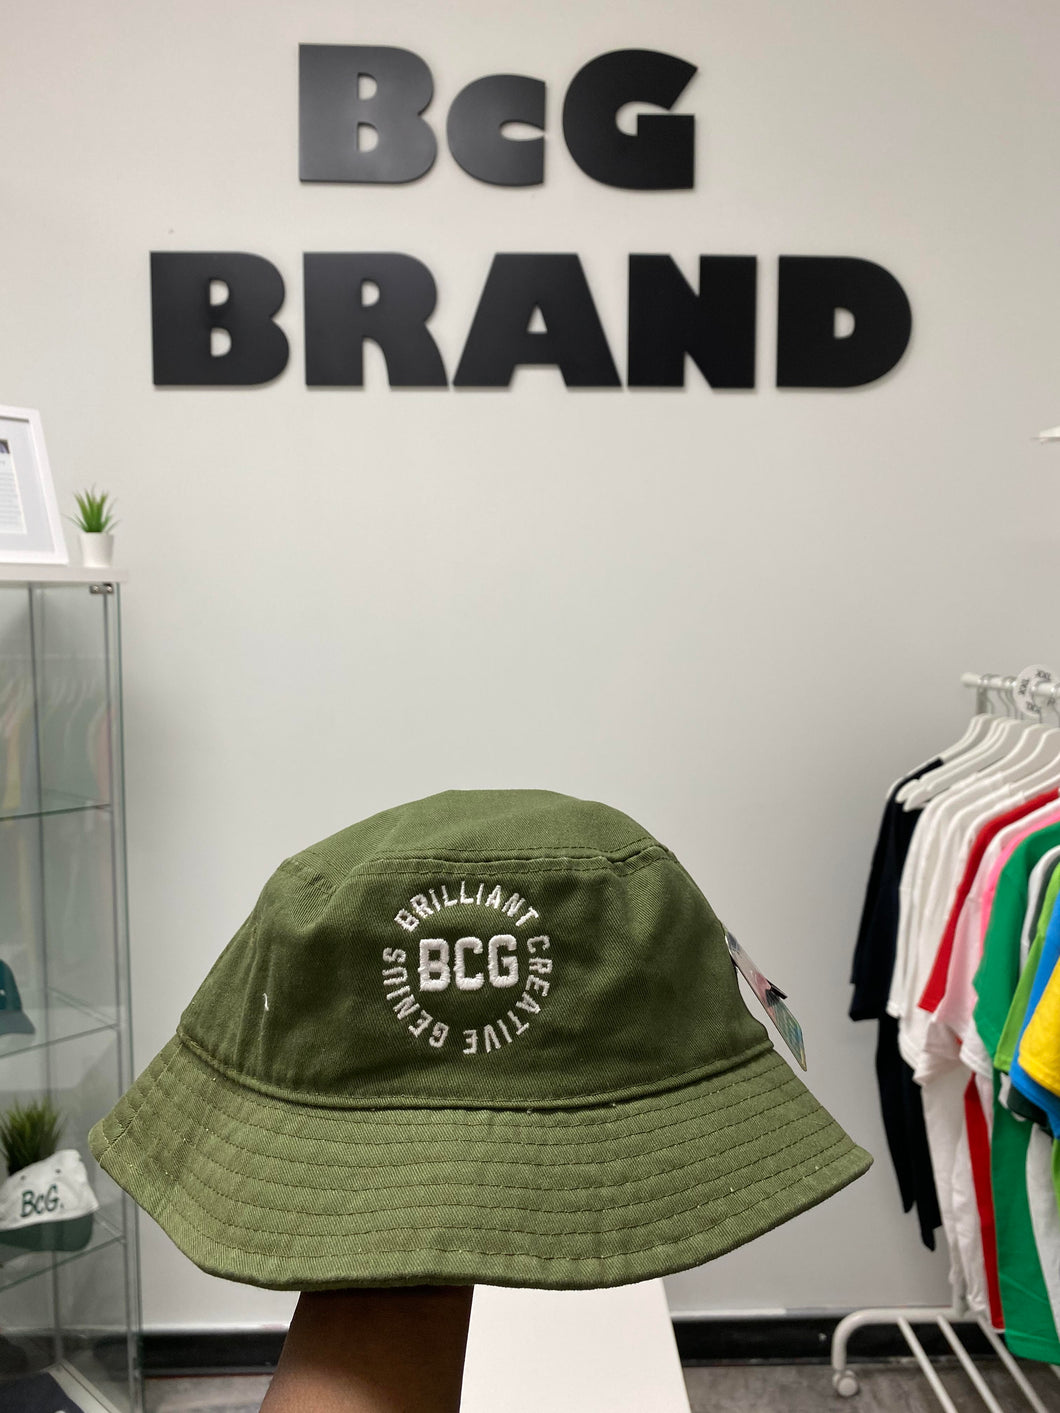 BcG
BRAND
BRILLIANT CREATIVE GENIUS
BCG
BcG.